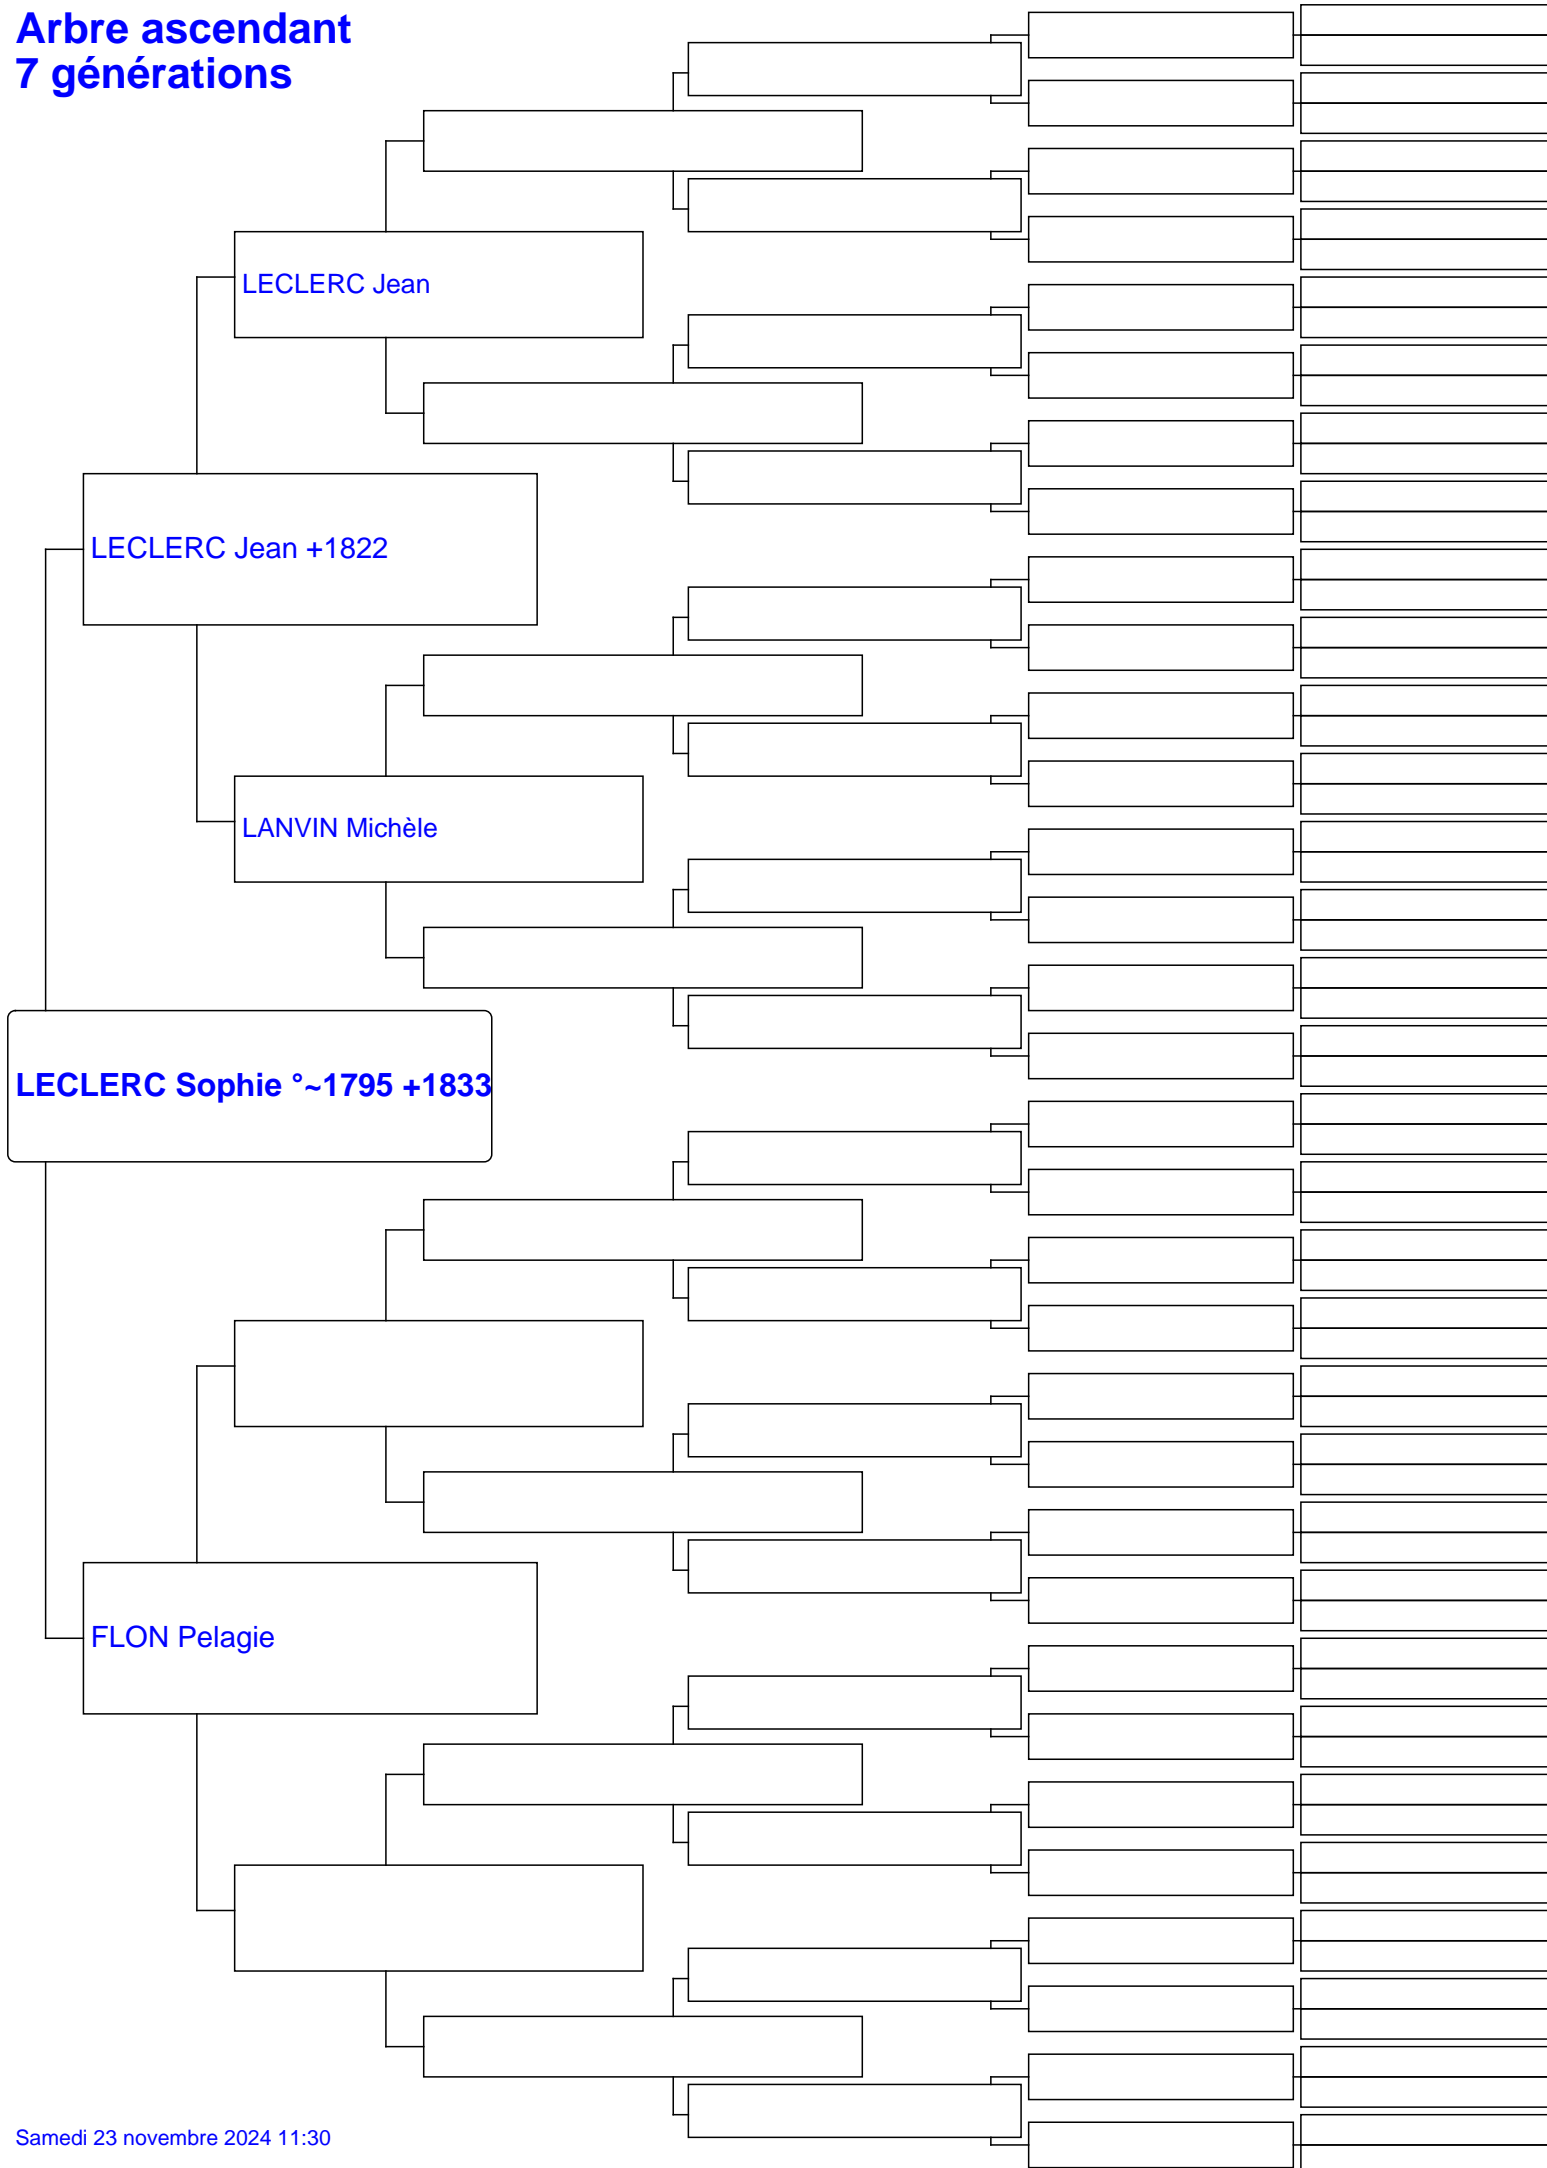 Arbre ascendant
7 générations
LECLERC Jean
LECLERC Jean +1822
LANVIN Michèle
LECLERC Sophie °~1795 +1833
FLON Pelagie
Samedi 23 novembre 2024 11:30